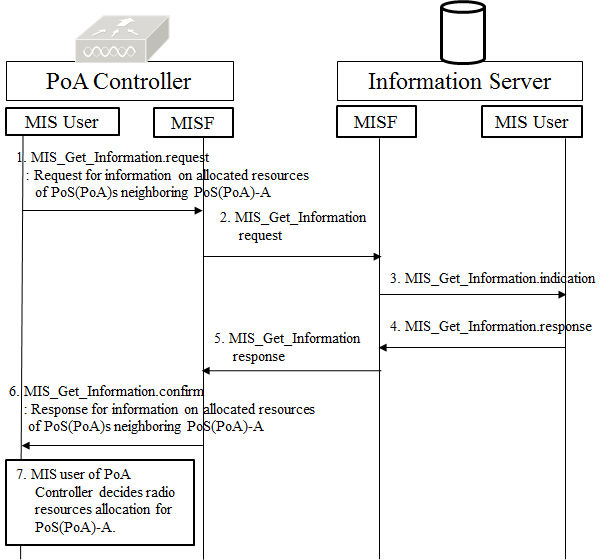 PoA Controller
Information Server
MIS User
MISF
MISF
MIS User
1. MIS_Get_Information.request
: Request for information on allocated resources
of PoS(PoA)s neighboring PoS(PoA)-A
2. MIS_Get_Information
request
3. MIS_Get_Information.indication
4. MIS_Get_Information.response
5. MIS_Get_Information
response
6. MIS_Get_Information.confirm
: Response for information on allocated resources
of PoS(PoA)s neighboring PoS(PoA)-A
7. MIS user of PoA
Controller decides radio
resources allocation for
PoS(PoA)-A.